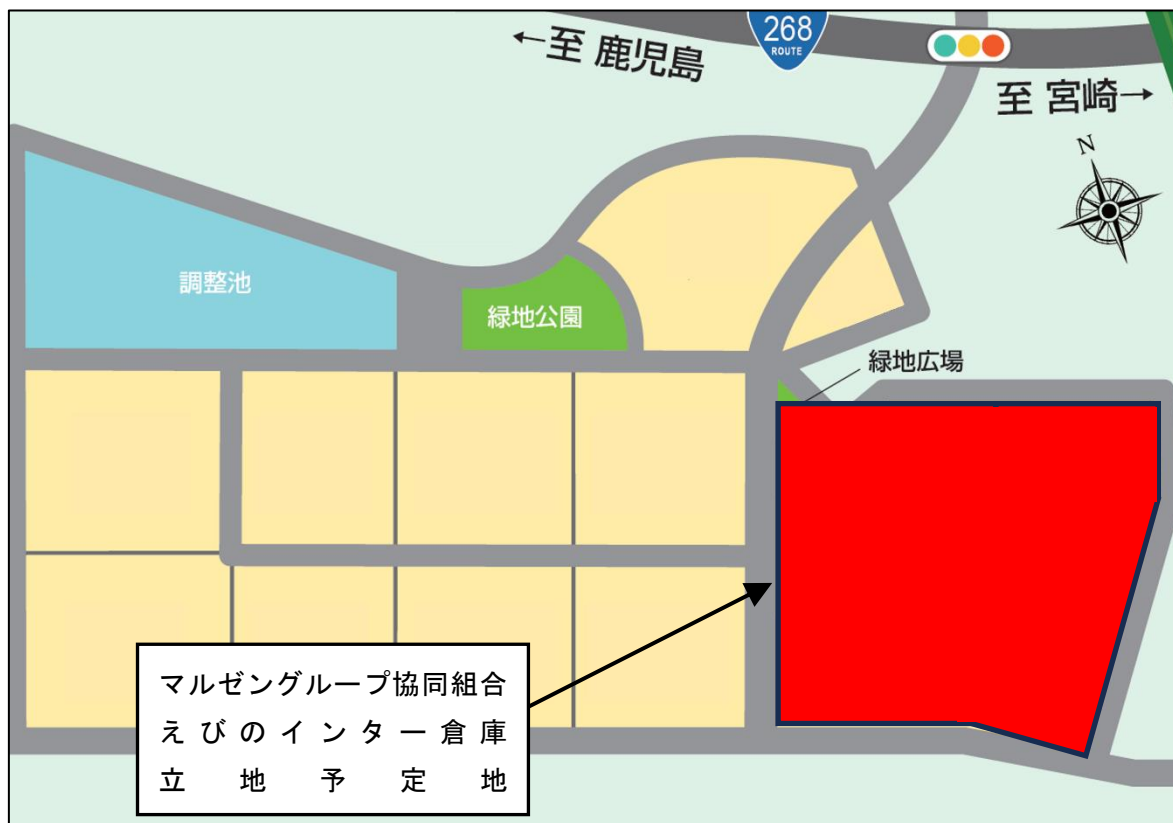 268
ROUTE
←至 鹿児島
至 宮崎→
N
調整池
緑地公園
緑地広場
マルゼングループ協同組合
えびのインター倉庫
立地予定地